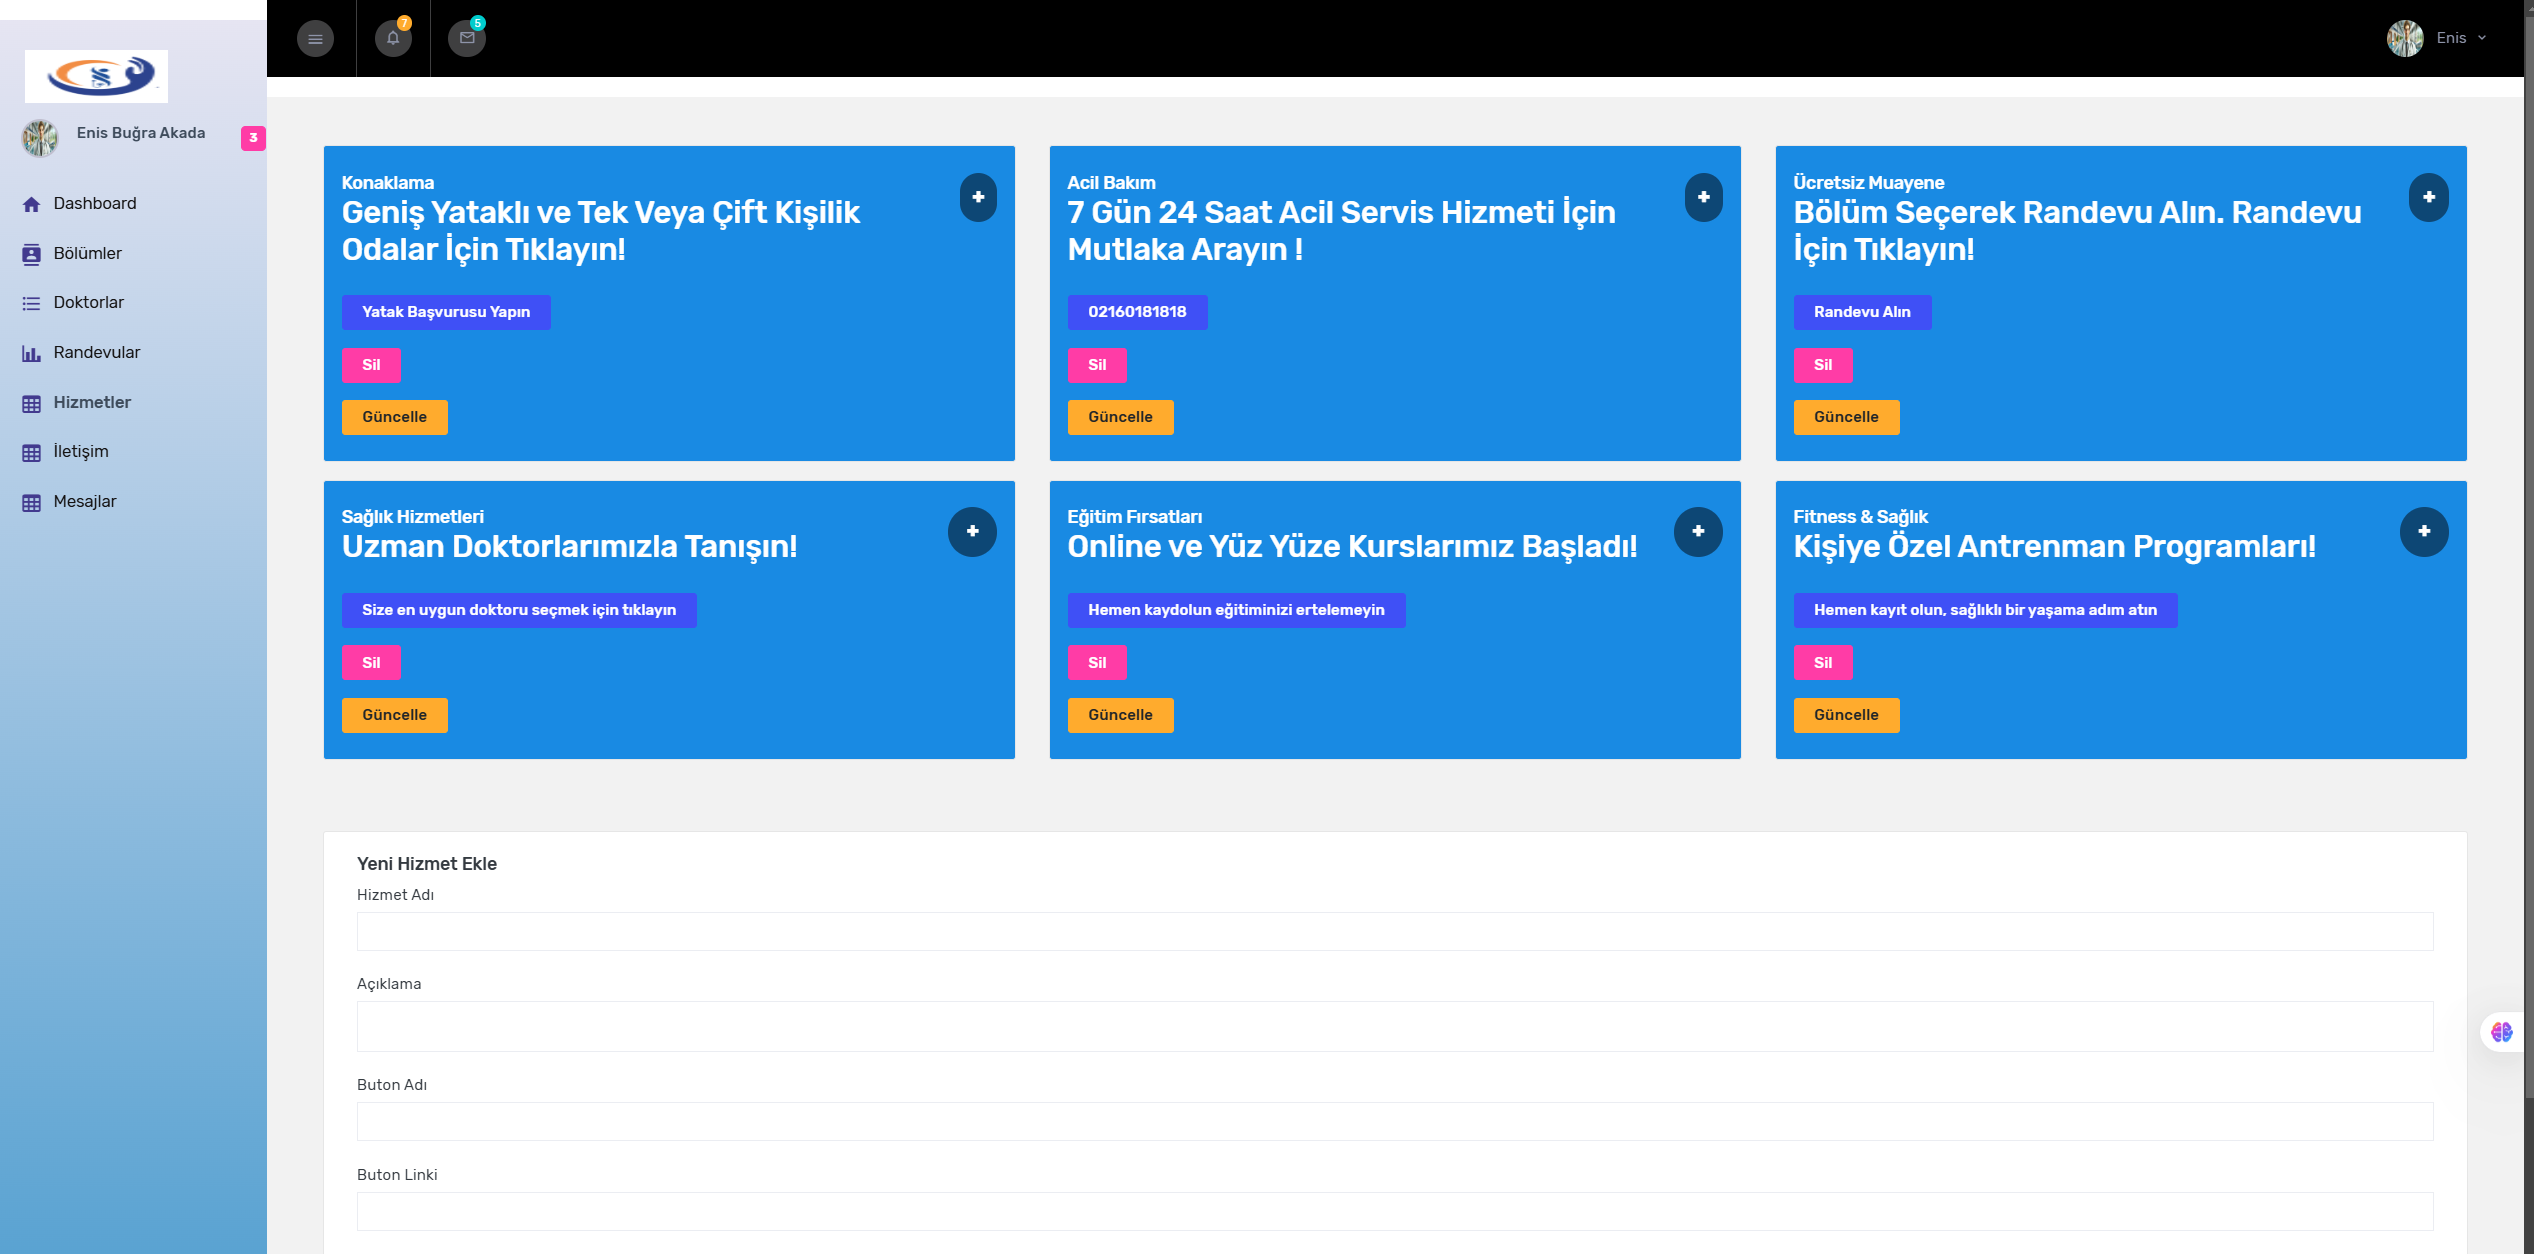 7
5
Enis
Enis Buğra Akada
3
Dashboard
Bölümler
Doktorlar
Randevular
Hizmetler
İletişim
Mesajlar
Konaklama
Geniş Yataklı ve Tek Veya Çift Kişilik
Odalar İçin Tıklayın!
+
Yatak Başvurusu Yapın
Sil
Güncelle
Acil Bakım
7 Gün 24 Saat Acil Servis Hizmeti İçin
Mutlaka Arayın !
+
02160181818
Sil
Güncelle
Ücretsiz Muayene
Bölüm Seçerek Randevu Alın. Randevu
İçin Tıklayın!
+
Randevu Alın
Sil
Güncelle
Sağlık Hizmetleri
Uzman Doktorlarımızla Tanışın!
+
Size en uygun doktoru seçmek için tıklayın
Sil
Güncelle
Eğitim Fırsatları
Online ve Yüz Yüze Kurslarımız Başladı!
+
Hemen kaydolun eğitiminizi ertelemeyin
Sil
Güncelle
Fitness & Sağlık
Kişiye Özel Antrenman Programları!
+
Hemen kayıt olun, sağlıklı bir yaşama adım atın
Sil
Güncelle
Yeni Hizmet Ekle
Hizmet Adı
Açıklama
Buton Adı
Buton Linki